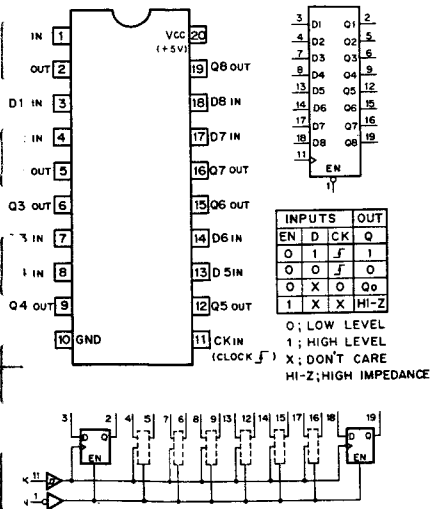 IN 1
OUT 2
D1 IN 3
IN 4
OUT 5
Q3 OUT 6
3 IN 7
IN 8
Q4 OUT 9
10 GND
VCC 20
(+5V)
19 Q8 OUT
18 D8 IN
17 D7 IN
16 Q7 OUT
15 Q6 OUT
14 D6 IN
13 D5IN
12 Q5 OUT
11 CKIN
(CLOCK )
3 D1 Q1 2
4 D2 Q2 5
7 D3 Q3 6
8 D4 Q4 9
13 D5 Q5 12
14 D6 Q6 15
17 D7 Q7 16
18 D8 Q8 19
11
EN
1
INPUTS OUT
EN D CK Q
0 1 1
0 0 0
0 X 0 Qo
1 X X HI-Z
0; LOW LEVEL
1; HIGH LEVEL
X; DON'T CARE
HI-Z; HIGH IMPEDANCE
3 2 4 5 7 6 8 9 13 12 14 15 17 16 18 19
D Q D Q
EN EN
K 11
N 1